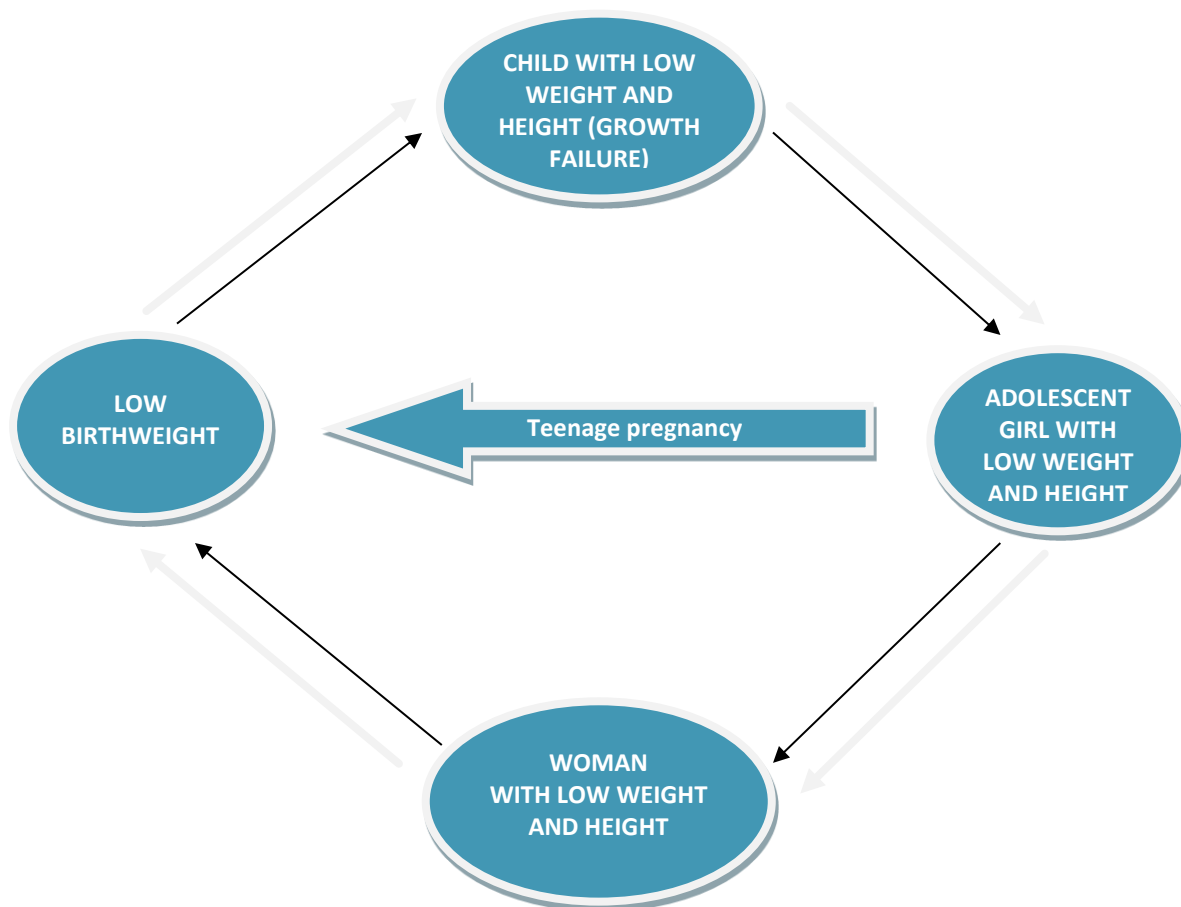 CHILD WITH LOW
WEIGHT AND
HEIGHT (GROWTH
FAILURE)
LOW
BIRTHWEIGHT
Teenage pregnancy
ADOLESCENT
GIRL WITH
LOW WEIGHT
AND HEIGHT
WOMAN
WITH LOW WEIGHT
AND HEIGHT